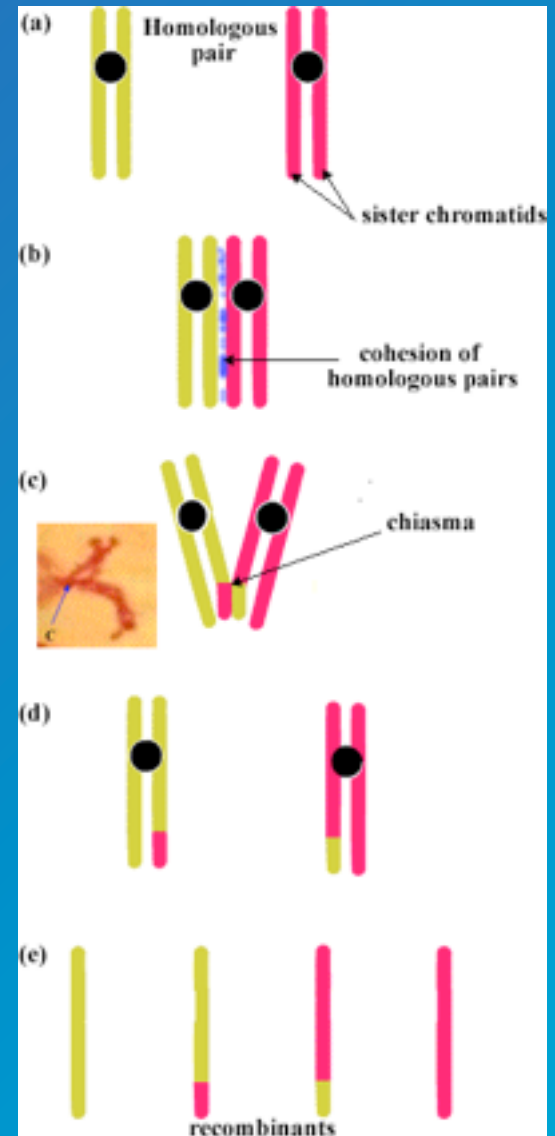 (a)
Homologous
pair
sister chromatids
(b)
cohesion of
homologous pairs
(c)
chiasma
C
(d)
(e)
recombinants